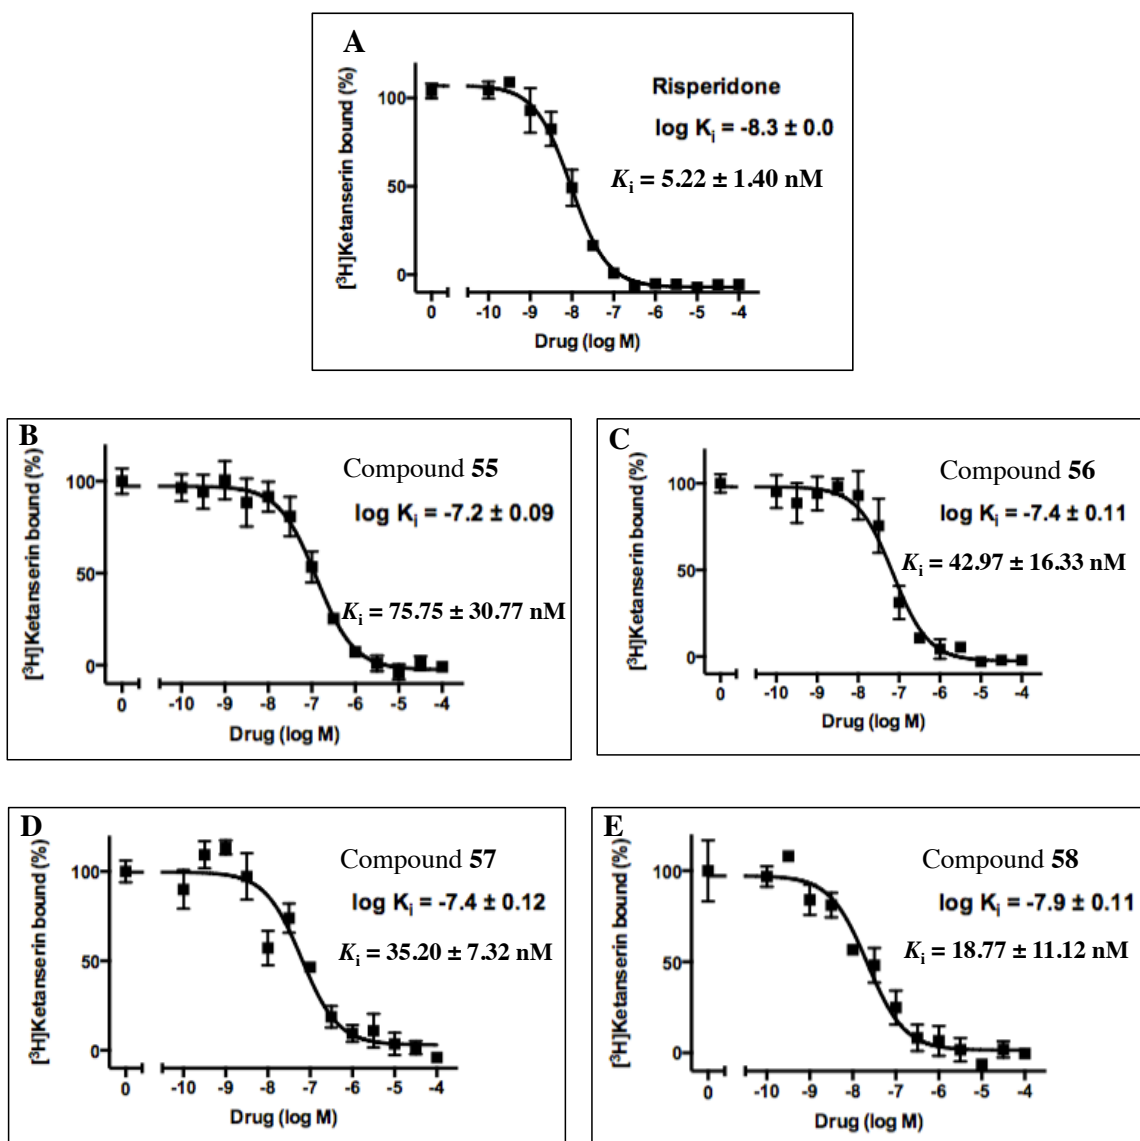 A
[³H]Ketanserin bound (%)
Risperidone
log Kᵢ = -8.3 ± 0.0
Kᵢ = 5.22 ± 1.40 nM
100
50
0
0 -10 -9 -8 -7 -6 -5 -4
Drug (log M)
B
[³H]Ketanserin bound (%)
Compound 55
log Kᵢ = -7.2 ± 0.09
Kᵢ = 75.75 ± 30.77 nM
100
50
0
0 -10 -9 -8 -7 -6 -5 -4
Drug (log M)
C
[³H]Ketanserin bound (%)
Compound 56
log Kᵢ = -7.4 ± 0.11
Kᵢ = 42.97 ± 16.33 nM
100
50
0
0 -10 -9 -8 -7 -6 -5 -4
Drug (log M)
D
[³H]Ketanserin bound (%)
Compound 57
log Kᵢ = -7.4 ± 0.12
Kᵢ = 35.20 ± 7.32 nM
100
50
0
0 -10 -9 -8 -7 -6 -5 -4
Drug (log M)
E
[³H]Ketanserin bound (%)
Compound 58
log Kᵢ = -7.9 ± 0.11
Kᵢ = 18.77 ± 11.12 nM
100
50
0
0 -10 -9 -8 -7 -6 -5 -4
Drug (log M)